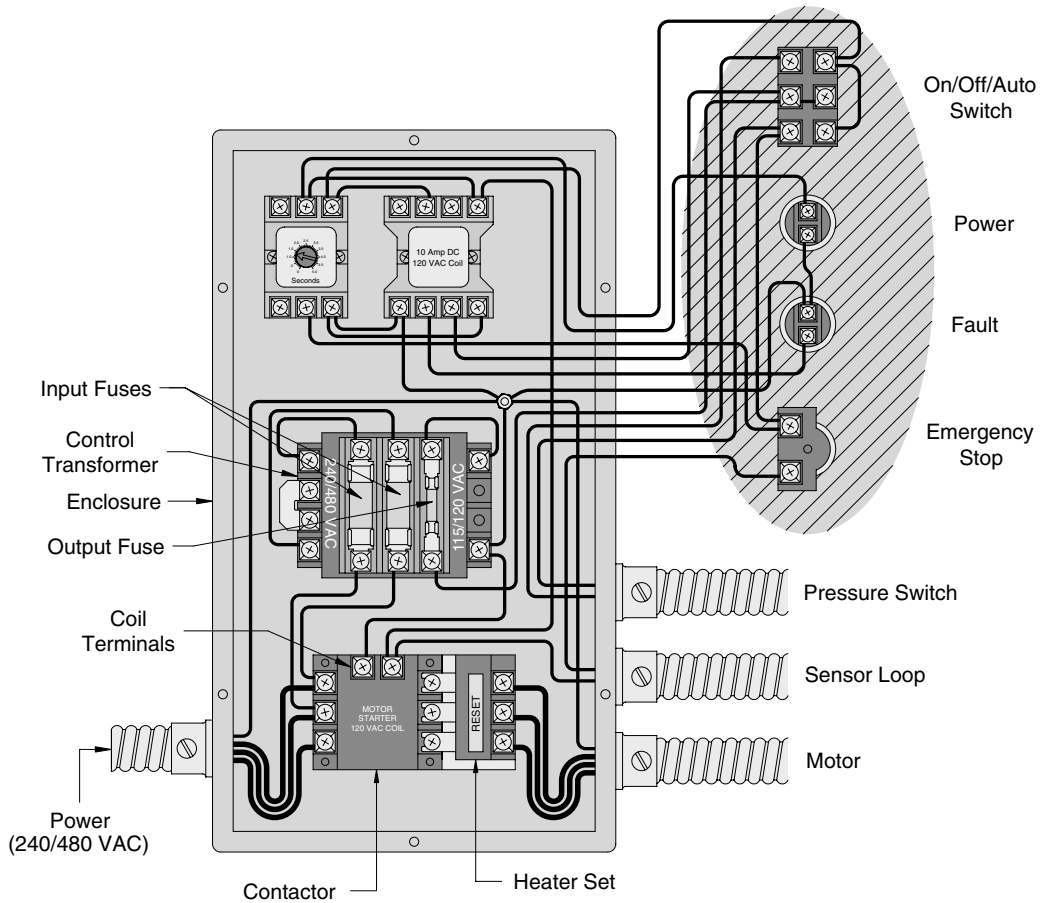 On/Off/Auto
Switch
Power
Fault
Emergency
Stop
10 Amp DC
120 VAC Coil
Seconds
Input Fuses
Control
Transformer
Enclosure
Output Fuse
240/480 VAC
115/120 VAC
Coil
Terminals
Pressure Switch
Sensor Loop
Motor
MOTOR
STARTER
120 VAC COIL
RESET
Power
(240/480 VAC)
Contactor
Heater Set